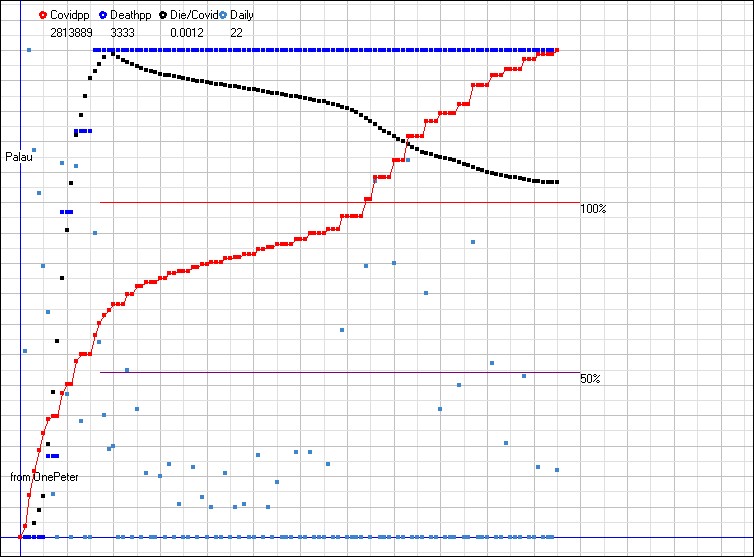 Covidpp Deathpp Die/Covid Daily
2813889 3333 0.0012 22
Palau
100%
50%
from OnePeter